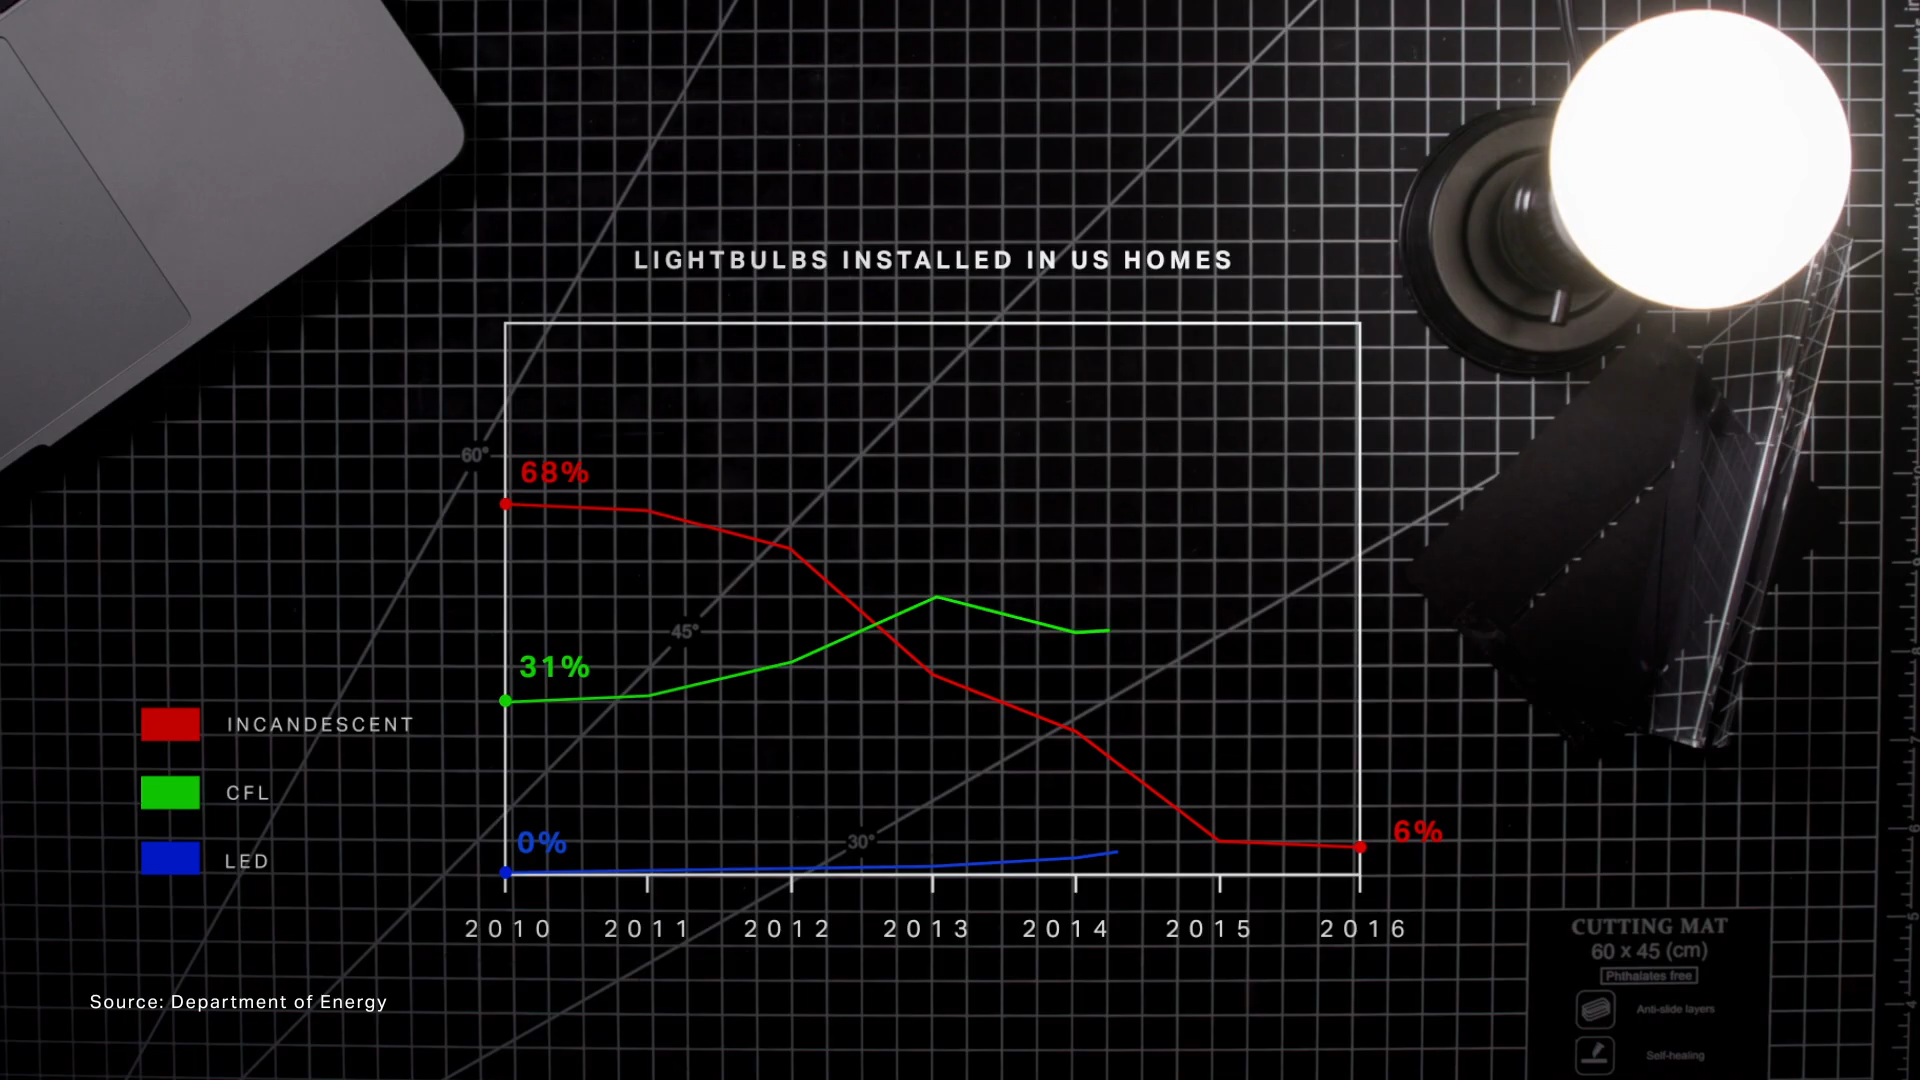 LIGHTBULBS INSTALLED IN US HOMES
60°
68%
45°
31%
INCANDESCENT
CFL
LED
0%
30°
6%
2010 2011 2012 2013 2014 2015 2016
Source: Department of Energy
CUTTING MAT
60 x 45 (cm)
Phthalates free
Anti-slide layers
Self-healing